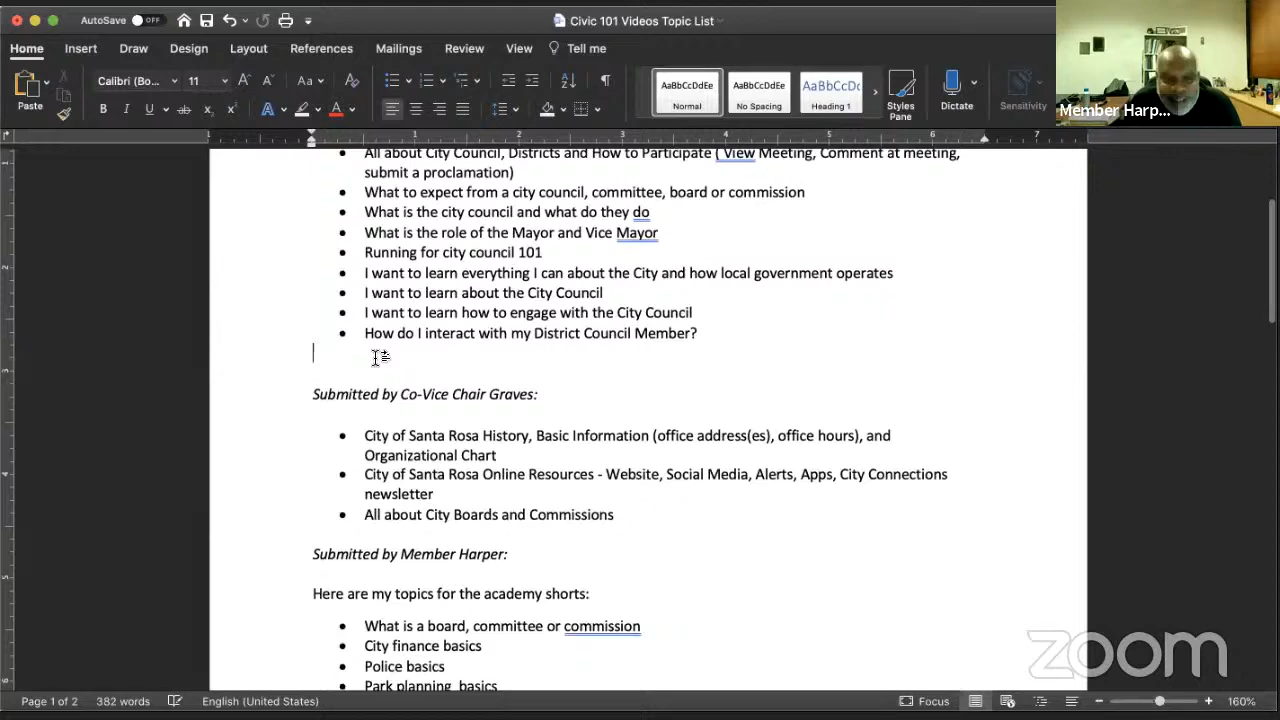 AutoSave OFF
Civic 101 Videos Topic List
Home Insert Draw Design Layout References Mailings Review View Tell me
Paste
Calibri (Bo... 11
AaBbCcDdEe AaBbCcDdEe AaBbCcDc
Normal No Spacing Heading 1
Styles Pane
Dictate
Sensitivity
Member Harp...
1 1 2 3 4 5 6 7
All about City Council, Districts and How to Participate ( View Meeting, Comment at meeting,
submit a proclamation)
What to expect from a city council, committee, board or commission
What is the city council and what do they do
What is the role of the Mayor and Vice Mayor
Running for city council 101
I want to learn everything I can about the City and how local government operates
I want to learn about the City Council
I want to learn how to engage with the City Council
How do I interact with my District Council Member?
Submitted by Co-Vice Chair Graves:
City of Santa Rosa History, Basic Information (office address(es), office hours), and
Organizational Chart
City of Santa Rosa Online Resources - Website, Social Media, Alerts, Apps, City Connections
newsletter
All about City Boards and Commissions
Submitted by Member Harper:
Here are my topics for the academy shorts:
What is a board, committee or commission
City finance basics
Police basics
Park planning basics
zoom
Page 1 of 2 382 words English (United States) Focus 160%